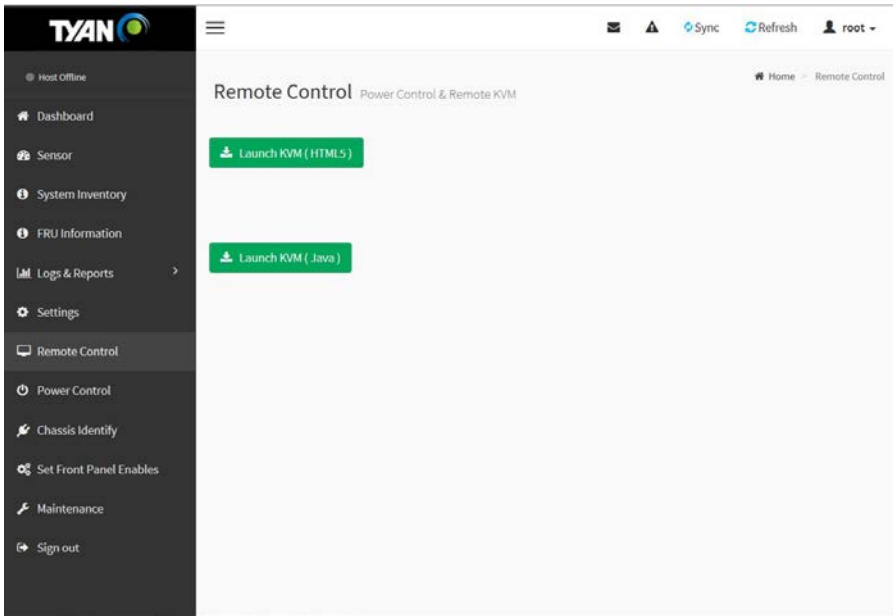 TYAN
Sync
Refresh
root
Host Offline
Home > Remote Control
Remote Control Power Control & Remote KVM
Dashboard
Launch KVM ( HTML5 )
Sensor
System Inventory
FRU Information
Launch KVM ( Java )
Logs & Reports >
Settings
Remote Control
Power Control
Chassis Identify
Set Front Panel Enables
Maintenance
Sign out